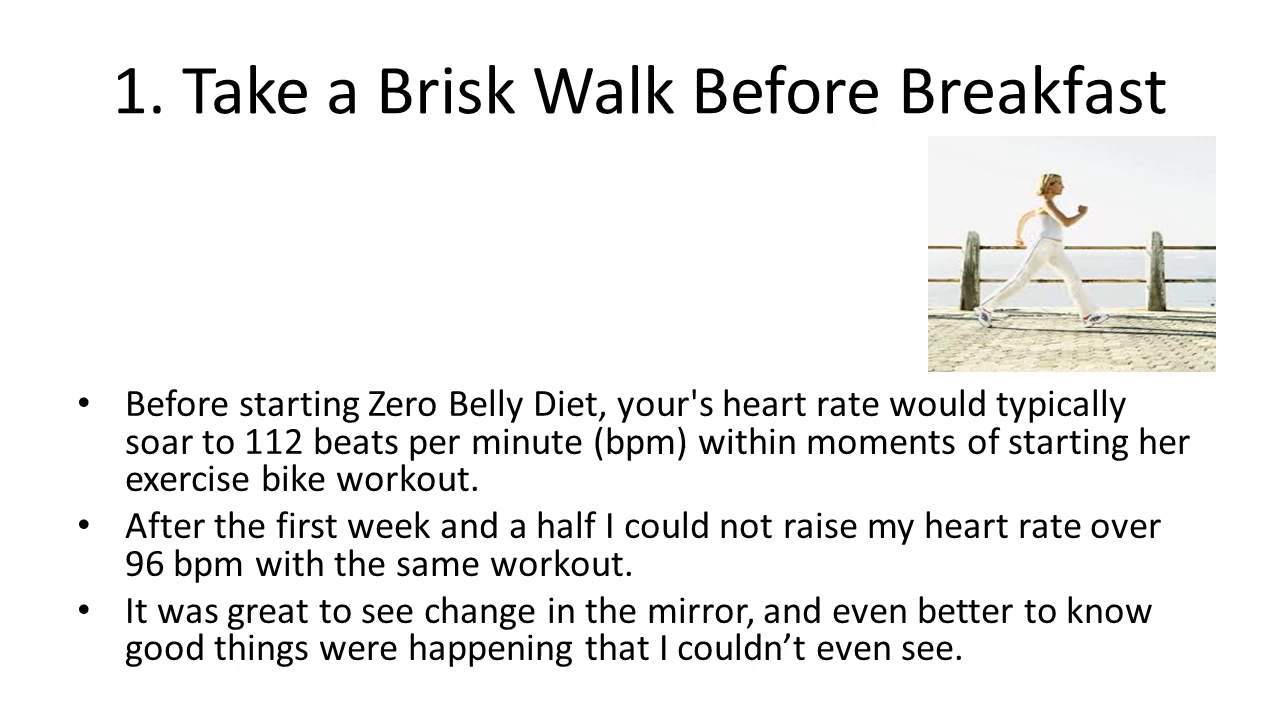 1. Take a Brisk Walk Before Breakfast
• Before starting Zero Belly Diet, your's heart rate would typically
soar to 112 beats per minute (bpm) within moments of starting her
exercise bike workout.
• After the first week and a half I could not raise my heart rate over
96 bpm with the same workout.
• It was great to see change in the mirror, and even better to know
good things were happening that I couldn’t even see.